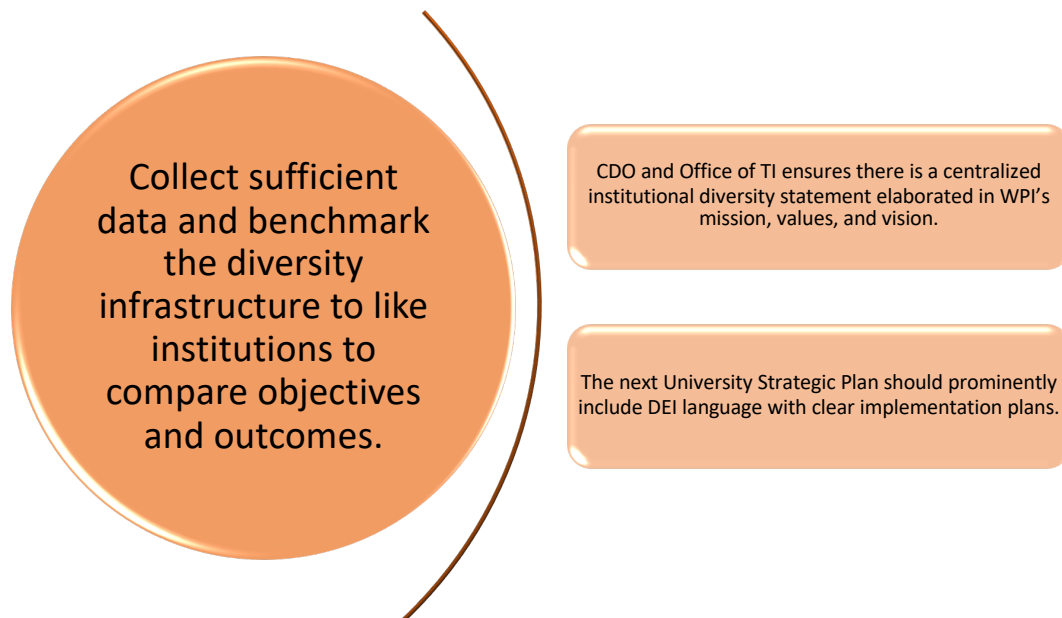 Collect sufficient
data and benchmark
the diversity
infrastructure to like
institutions to
compare objectives
and outcomes.
CDO and Office of TI ensures there is a centralized
institutional diversity statement elaborated in WPI’s
mission, values, and vision.
The next University Strategic Plan should prominently
include DEI language with clear implementation plans.